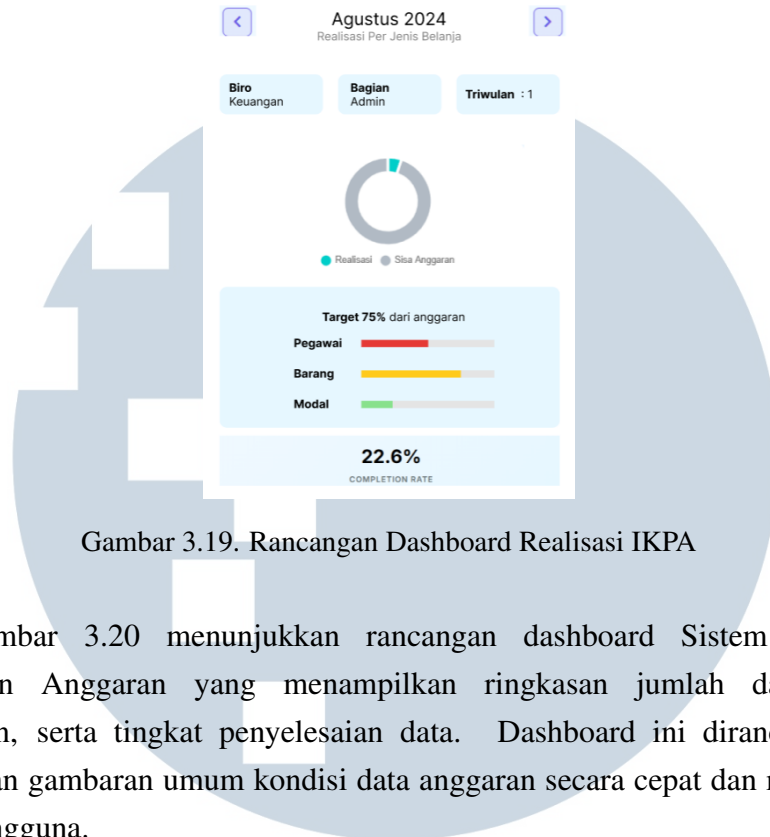 Agustus 2024
Realisasi Per Jenis Belanja
Biro
Keuangan
Bagian
Admin
Triwulan : 1
Realisasi
Sisa Anggaran
Target 75% dari anggaran
Pegawai
Barang
Modal
22.6%
COMPLETION RATE
Gambar 3.19. Rancangan Dashboard Realisasi IKPA
mbar 3.20 menunjukkan rancangan dashboard Sistem
n Anggaran yang menampilkan ringkasan jumlah da
n, serta tingkat penyelesaian data. Dashboard ini diran
an gambaran umum kondisi data anggaran secara cepat dan
ngguna.